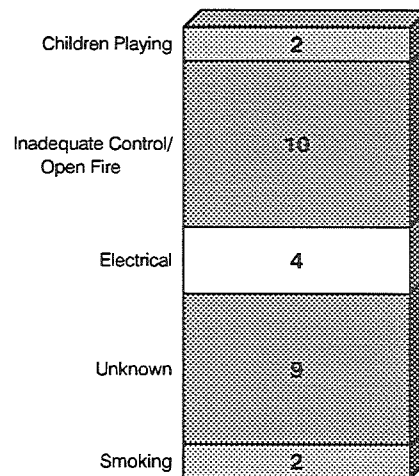 Children Playing 2
Inadequate Control/
Open Fire 10
Electrical 4
Unknown 9
Smoking 2